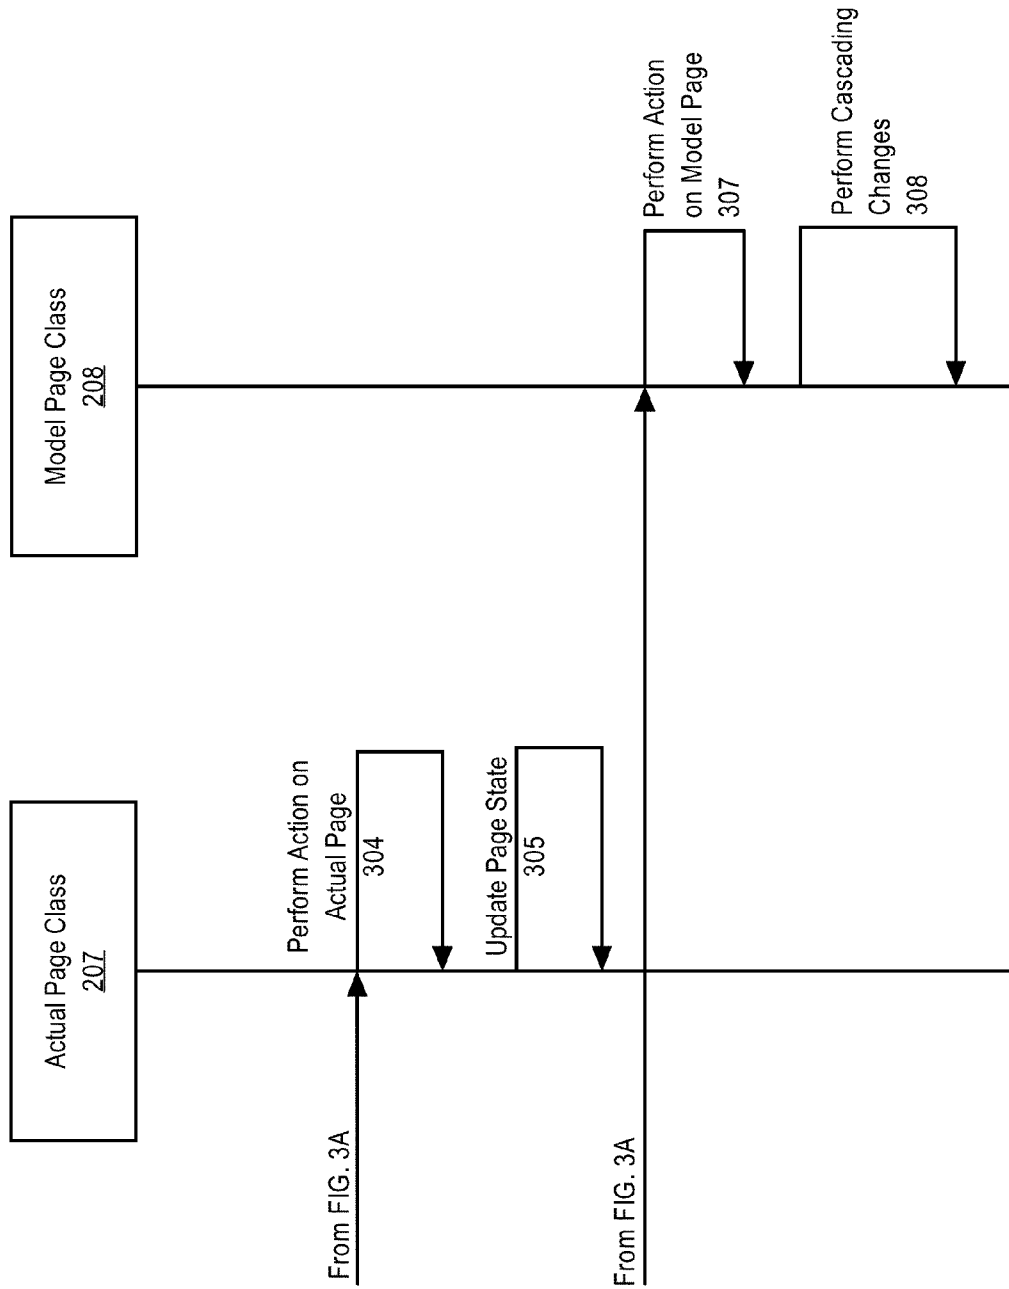 Actual Page Class
207
Model Page Class
208
From FIG. 3A
Perform Action on
Actual Page
304
Update Page State
305
From FIG. 3A
Perform Action
on Model Page
307
Perform Cascading
Changes
308